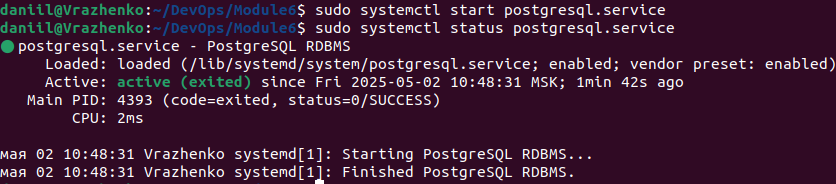 daniil@Vrazhenko:~/DevOps/Module6$ sudo systemctl start postgresql.service
daniil@Vrazhenko:~/DevOps/Module6$ sudo systemctl status postgresql.service
● postgresql.service - PostgreSQL RDBMS
     Loaded: loaded (/lib/systemd/system/postgresql.service; enabled; vendor preset: enabled)
     Active: active (exited) since Fri 2025-05-02 10:48:31 MSK; 1min 42s ago
   Main PID: 4393 (code=exited, status=0/SUCCESS)
        CPU: 2ms

мая 02 10:48:31 Vrazhenko systemd[1]: Starting PostgreSQL RDBMS...
мая 02 10:48:31 Vrazhenko systemd[1]: Finished PostgreSQL RDBMS.